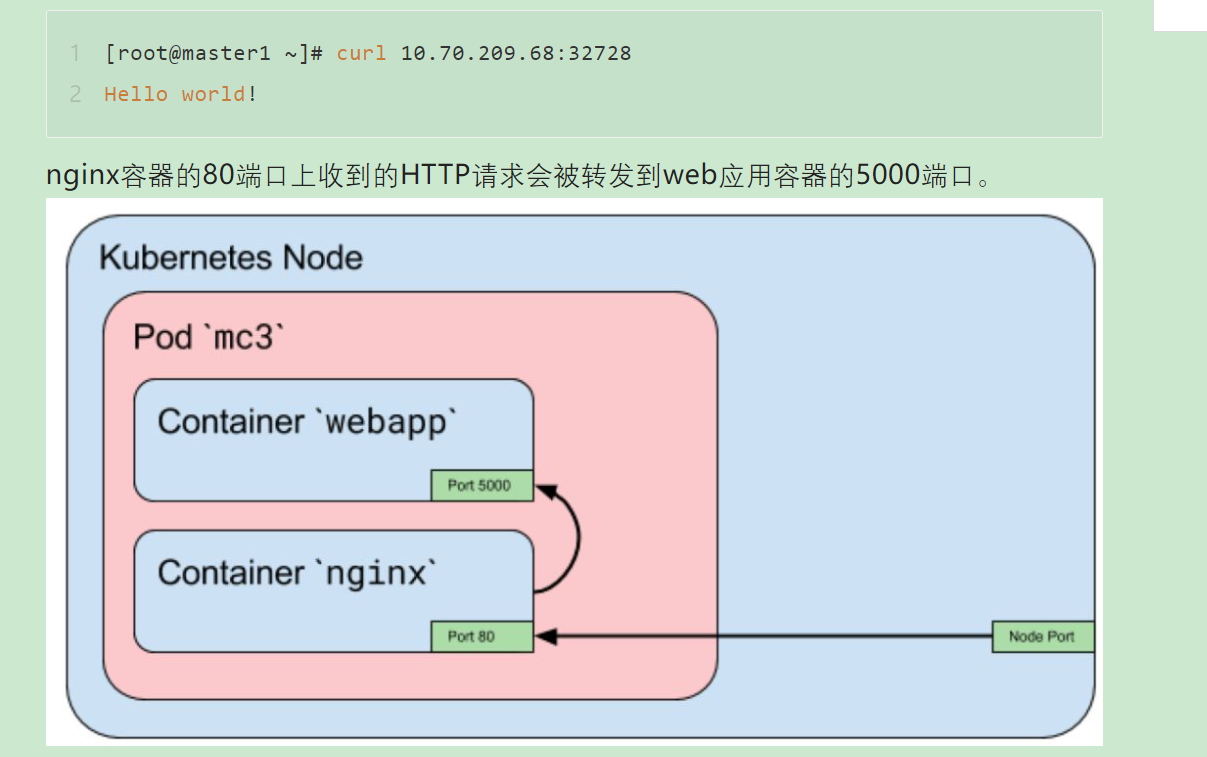 1 [root@master1 ~]# curl 10.70.209.68:32728
2 Hello world!
nginx容器的80端口上收到的HTTP请求会被转发到web应用容器的5000端口。
Kubernetes Node
Pod `mc3`
Container `webapp`
Port 5000
Container `nginx`
Port 80
Node Port